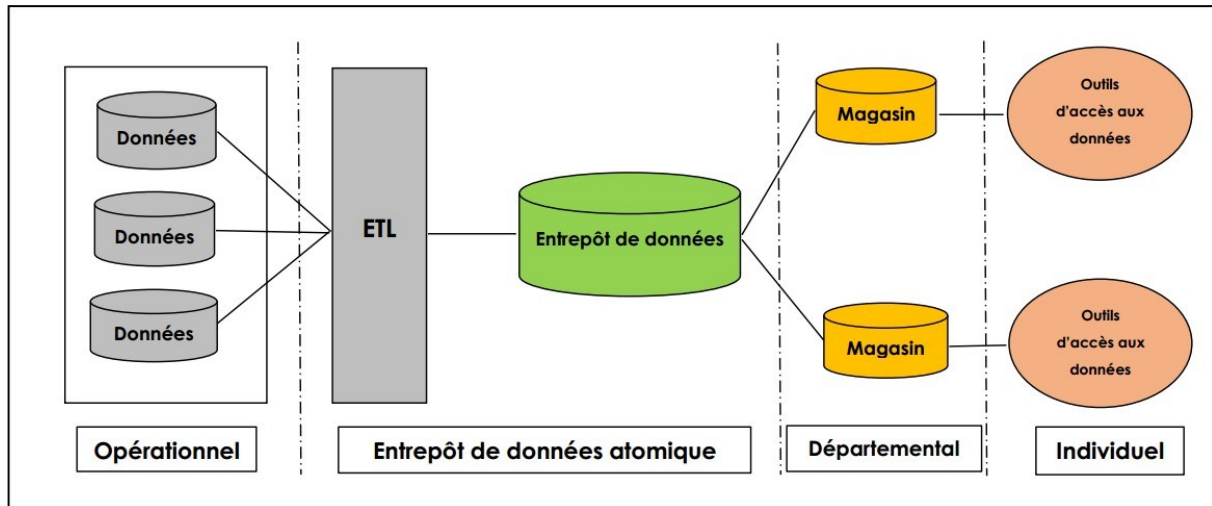 Données
Données
Données
ETL
Entrepôt de données
Magasin
Magasin
Outils
d'accès aux
données
Outils
d'accès aux
données
Opérationnel
Entrepôt de données atomique
Départemental
Individuel